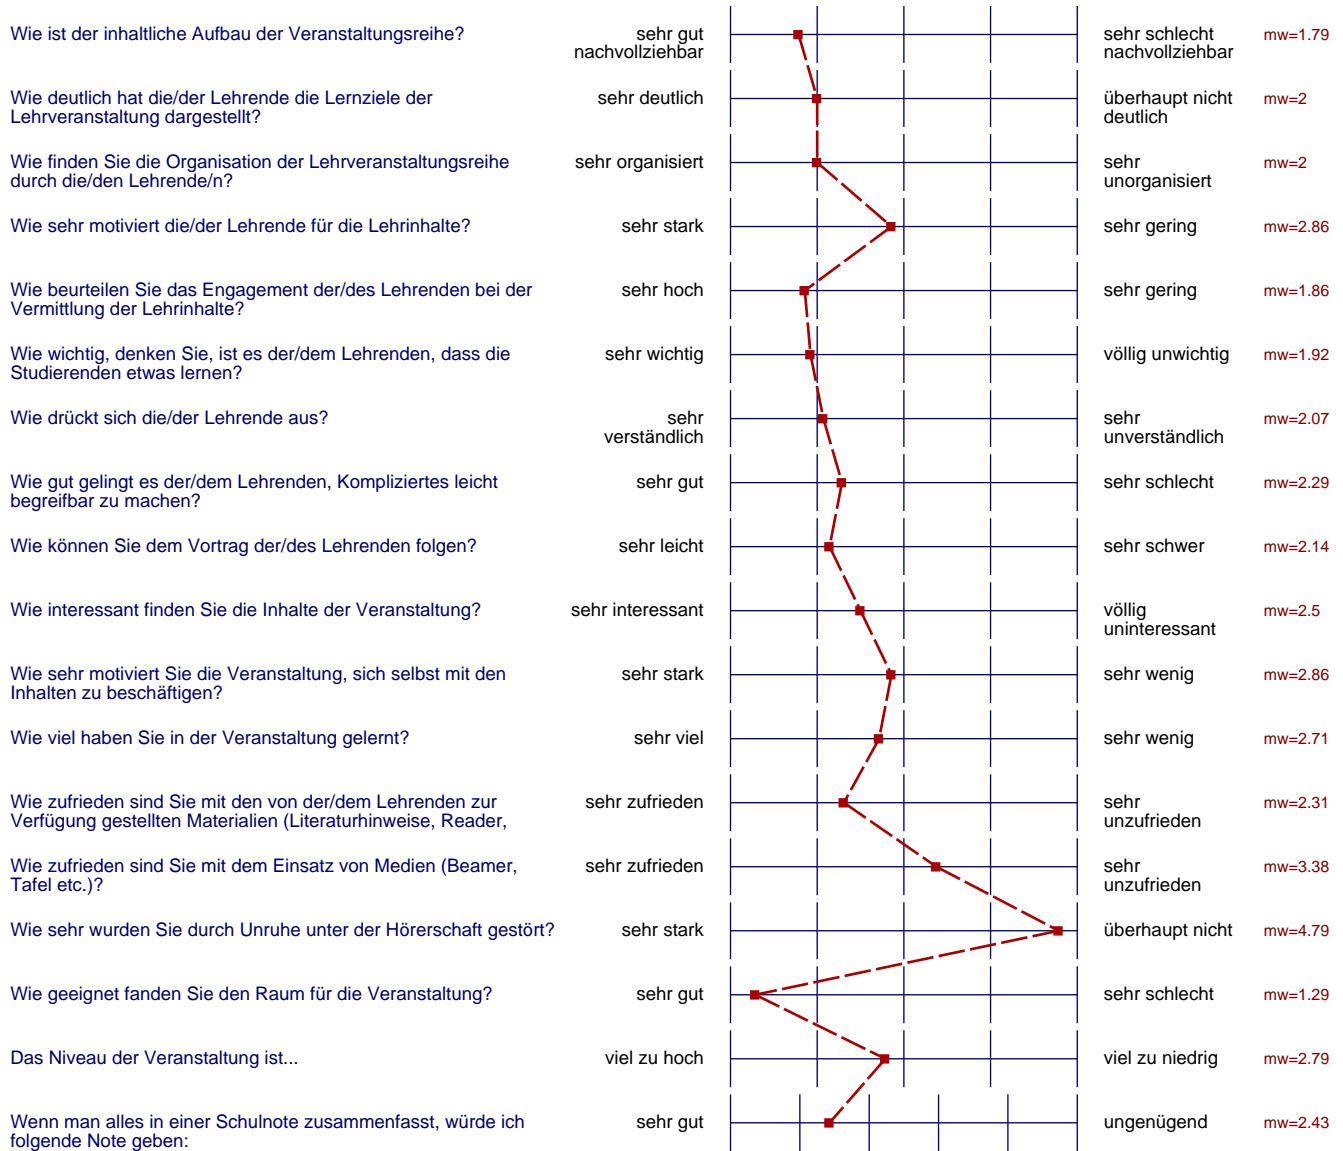 Wie ist der inhaltliche Aufbau der Veranstaltungsreihe?
sehr gut
nachvollziehbar
sehr schlecht
nachvollziehbar
mw=1.79
Wie deutlich hat die/der Lehrende die Lernziele der
Lehrveranstaltung dargestellt?
sehr deutlich
überhaupt nicht
deutlich
mw=2
Wie finden Sie die Organisation der Lehrveranstaltungsreihe
durch die/den Lehrende/n?
sehr organisiert
sehr
unorganisiert
mw=2
Wie sehr motiviert die/der Lehrende für die Lehrinhalte?
sehr stark
sehr gering
mw=2.86
Wie beurteilen Sie das Engagement der/des Lehrenden bei der
Vermittlung der Lehrinhalte?
sehr hoch
sehr gering
mw=1.86
Wie wichtig, denken Sie, ist es der/dem Lehrenden, dass die
Studierenden etwas lernen?
sehr wichtig
völlig unwichtig
mw=1.92
Wie drückt sich die/der Lehrende aus?
sehr
verständlich
sehr
unverständlich
mw=2.07
Wie gut gelingt es der/dem Lehrenden, Kompliziertes leicht
begreifbar zu machen?
sehr gut
sehr schlecht
mw=2.29
Wie können Sie dem Vortrag der/des Lehrenden folgen?
sehr leicht
sehr schwer
mw=2.14
Wie interessant finden Sie die Inhalte der Veranstaltung?
sehr interessant
völlig
uninteressant
mw=2.5
Wie sehr motiviert Sie die Veranstaltung, sich selbst mit den
Inhalten zu beschäftigen?
sehr stark
sehr wenig
mw=2.86
Wie viel haben Sie in der Veranstaltung gelernt?
sehr viel
sehr wenig
mw=2.71
Wie zufrieden sind Sie mit den von der/dem Lehrenden zur
Verfügung gestellten Materialien (Literaturhinweise, Reader,
sehr zufrieden
sehr
unzufrieden
mw=2.31
Wie zufrieden sind Sie mit dem Einsatz von Medien (Beamer,
Tafel etc.)?
sehr zufrieden
sehr
unzufrieden
mw=3.38
Wie sehr wurden Sie durch Unruhe unter der Hörerschaft gestört?
sehr stark
überhaupt nicht
mw=4.79
Wie geeignet fanden Sie den Raum für die Veranstaltung?
sehr gut
sehr schlecht
mw=1.29
Das Niveau der Veranstaltung ist...
viel zu hoch
viel zu niedrig
mw=2.79
Wenn man alles in einer Schulnote zusammenfasst, würde ich
folgende Note geben:
sehr gut
ungenügend
mw=2.43